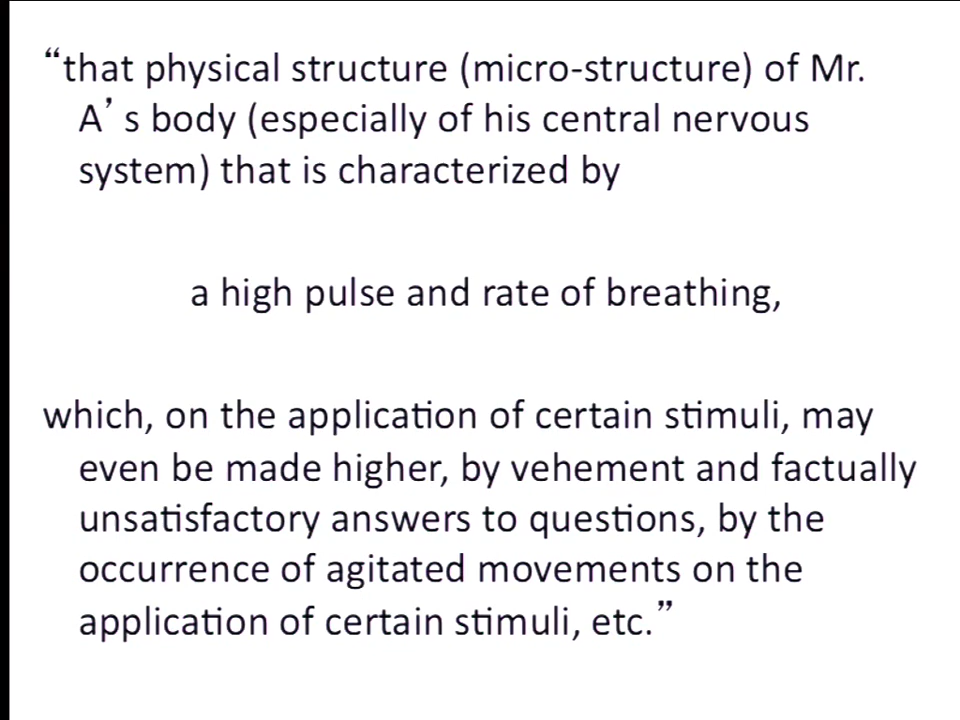 “that physical structure (micro-structure) of Mr.
A’s body (especially of his central nervous
system) that is characterized by
a high pulse and rate of breathing,
which, on the application of certain stimuli, may
even be made higher, by vehement and factually
unsatisfactory answers to questions, by the
occurrence of agitated movements on the
application of certain stimuli, etc.”